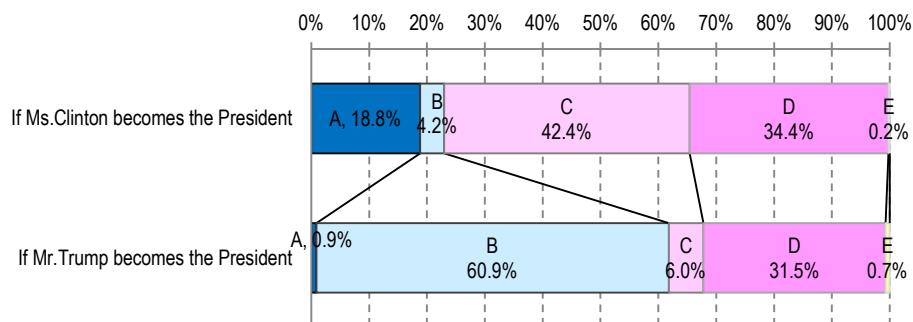 0% 10% 20% 30% 40% 50% 60% 70% 80% 90% 100%
If Ms.Clinton becomes the President
A, 18.8%
B
4.2%
C
42.4%
D
34.4%
E
0.2%
If Mr.Trump becomes the President
A, 0.9%
B
60.9%
C
6.0%
D
31.5%
E
0.7%